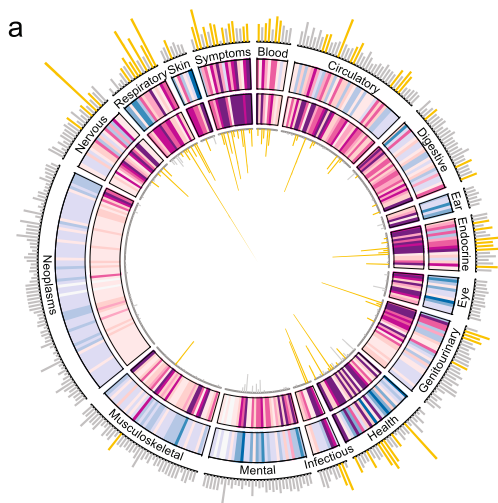 a
Blood
Circulatory
Digestive
Ear
Endocrine
Eye
Genitourinary
Health
Infectious
Mental
Musculoskeletal
Neoplasms
Nervous
Respiratory
Skin
Symptoms